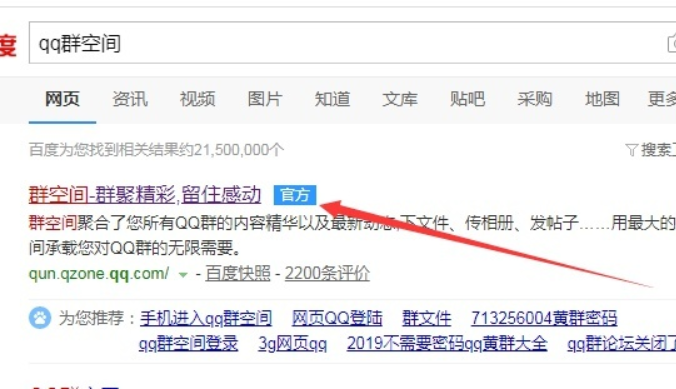 度
qq群空间
网页 资讯 视频 图片 知道 文库 贴吧 采购 地图 更多
百度为您找到相关结果约21,500,000个 搜索工
群空间-群聚精彩,留住感动 官方
群空间聚合了您所有QQ群的内容精华以及最新动态,下文件、传相册、发帖子……用最大的
间承载您对QQ群的无限需要。
qun.qzone.qq.com/ - 百度快照 - 2200条评价
为您推荐： 手机进入qq群空间 网页QQ登陆 群文件 713256004黄群密码
qq群空间登录 3g网页qq 2019不需要密码qq黄群大全 qq群论坛关闭了